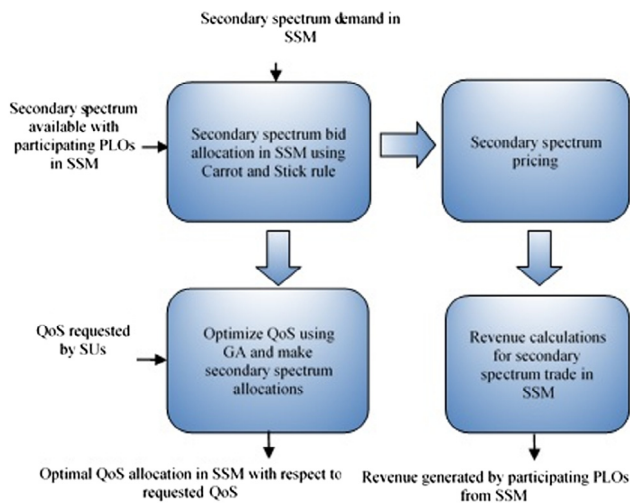 Secondary spectrum demand in
SSM
Secondary spectrum
available with
participating PLOs
in SSM
Secondary spectrum bid
allocation in SSM using
Carrot and Stick rule
Secondary spectrum
pricing
QoS requested
by SUs
Optimize QoS using
GA and make
secondary spectrum
allocations
Revenue calculations
for secondary
spectrum trade in
SSM
Optimal QoS allocation in SSM with respect to
requested QoS
Revenue generated by participating PLOs
from SSM